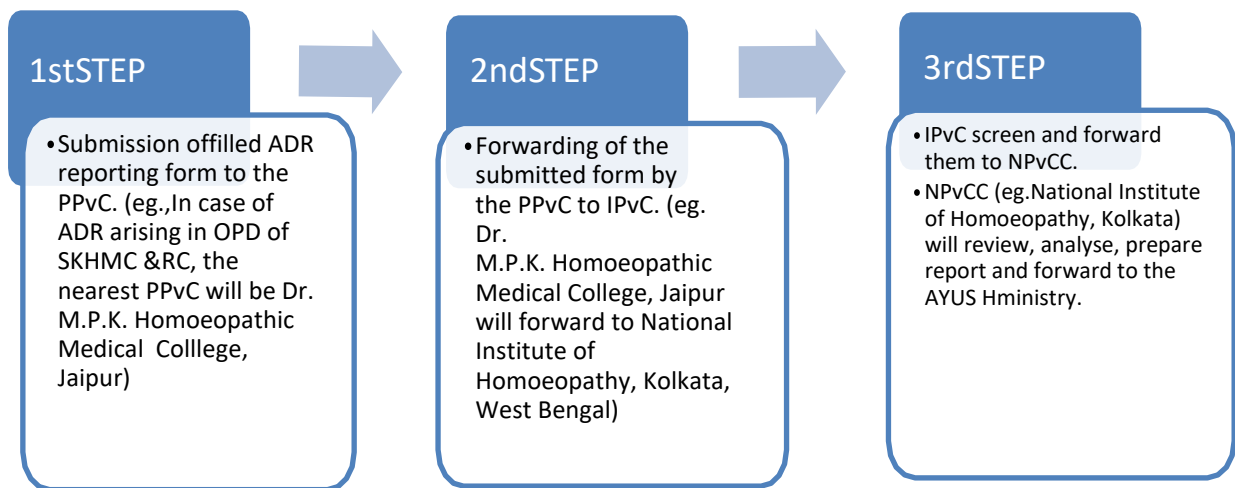 1stSTEP
•Submission offilled ADR
reporting form to the
PPvC. (eg.,In case of
ADR arising in OPD of
SKHMC &RC, the
nearest PPvC will be Dr.
M.P.K. Homoeopathic
Medical Colllege,
Jaipur)
2ndSTEP
•Forwarding of the
submitted form by
the PPvC to IPvC. (eg.
Dr.
M.P.K. Homoeopathic
Medical College, Jaipur
will forward to National
Institute of
Homoeopathy, Kolkata,
West Bengal)
3rdSTEP
•IPvC screen and forward
them to NPvCC.
•NPvCC (eg.National Institute
of Homoeopathy, Kolkata)
will review, analyse, prepare
report and forward to the
AYUS Hministry.